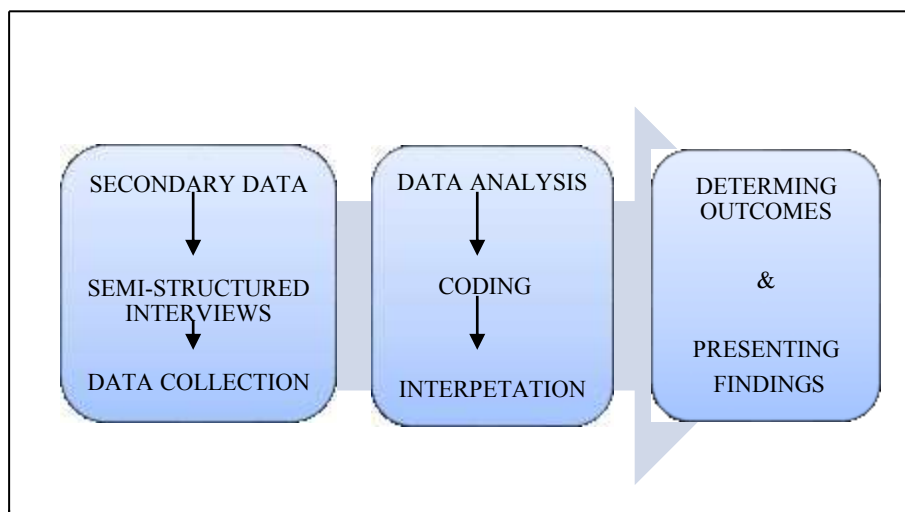 SECONDARY DATA
SEMI-STRUCTURED
INTERVIEWS
DATA COLLECTION
DATA ANALYSIS
CODING
INTERPETATION
DETERMING
OUTCOMES
&
PRESENTING
FINDINGS